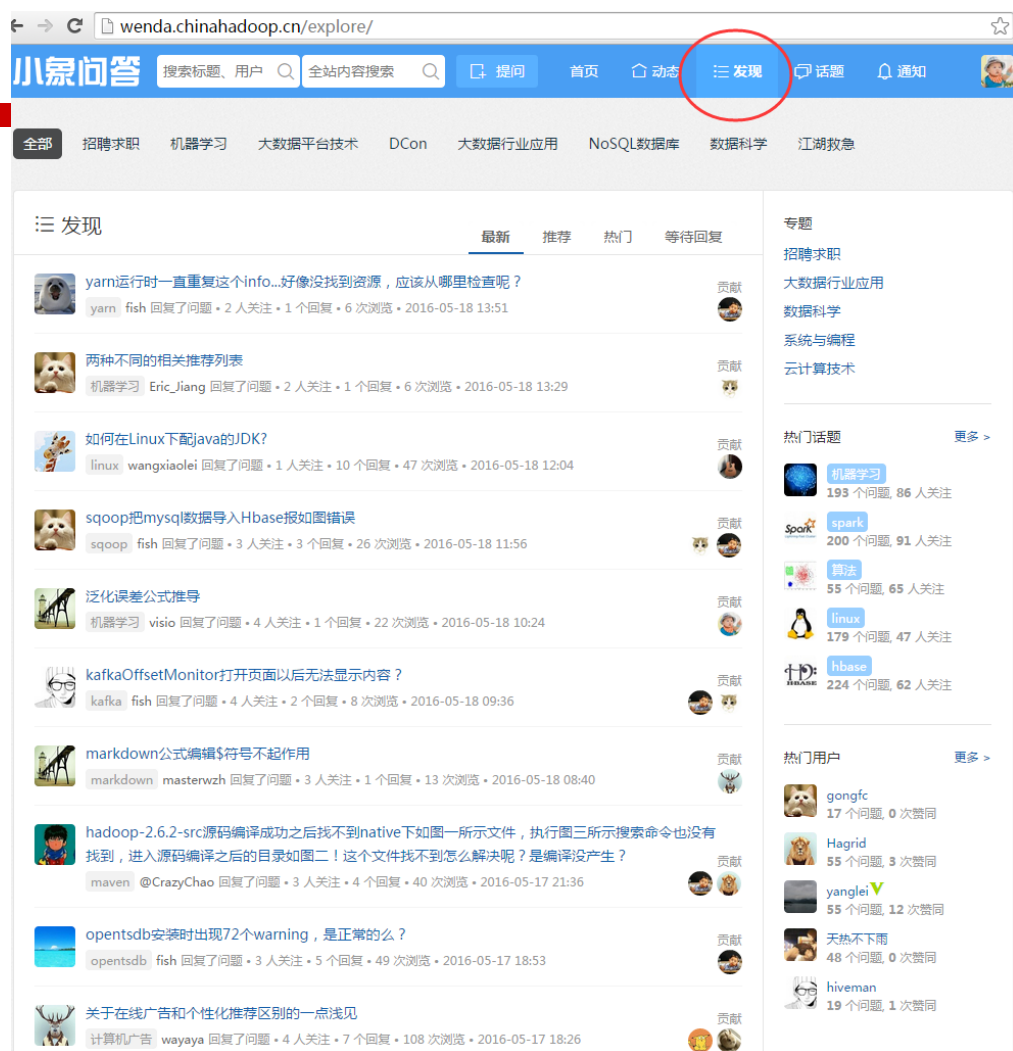 wenda.chinahadoop.cn/explore/
小象问答 搜索标题、用户 全站内容搜索 提问 首页 动态 发现 话题 通知
全部 招聘求职 机器学习 大数据平台技术 DCon 大数据行业应用 NoSQL数据库 数据科学 江湖救急
发现
最新 推荐 热门 等待回复
yarn运行时一直重复这个info...好像没找到资源，应该从哪里检查呢？
贡献
yarn fish 回复了问题 • 2 人关注 • 1 个回复 • 6 次浏览 • 2016-05-18 13:51
两种不同的相关推荐列表
贡献
机器学习 Eric_Jiang 回复了问题 • 2 人关注 • 1 个回复 • 6 次浏览 • 2016-05-18 13:29
如何在Linux下配java的JDK?
贡献
linux wangxiaolei 回复了问题 • 1 人关注 • 10 个回复 • 47 次浏览 • 2016-05-18 12:04
sqoop把mysql数据导入Hbase报如图错误
贡献
sqoop fish 回复了问题 • 3 人关注 • 3 个回复 • 26 次浏览 • 2016-05-18 11:56
泛化误差公式推导
贡献
机器学习 visio 回复了问题 • 4 人关注 • 1 个回复 • 22 次浏览 • 2016-05-18 10:24
kafkaOffsetMonitor打开页面以后无法显示内容？
贡献
kafka fish 回复了问题 • 4 人关注 • 2 个回复 • 8 次浏览 • 2016-05-18 09:36
markdown公式编辑$符号不起作用
贡献
markdown masterwzh 回复了问题 • 3 人关注 • 1 个回复 • 13 次浏览 • 2016-05-18 08:40
hadoop-2.6.2-src源码编译成功之后找不到native下如图一所示文件，执行图三所示搜索命令也没有
找到，进入源码编译之后的目录如图二！这个文件找不到怎么解决呢？是编译没产生？
贡献
maven @CrazyChao 回复了问题 • 3 人关注 • 4 个回复 • 40 次浏览 • 2016-05-17 21:36
opentsdb安装时出现72个warning，是正常的么？
贡献
opentsdb fish 回复了问题 • 3 人关注 • 5 个回复 • 49 次浏览 • 2016-05-17 18:53
关于在线广告和个性化推荐区别的一点浅见
贡献
计算机广告 wayaya 回复了问题 • 4 人关注 • 7 个回复 • 108 次浏览 • 2016-05-17 18:26
专题
招聘求职
大数据行业应用
数据科学
系统与编程
云计算技术
热门话题 更多 >
机器学习
193 个问题, 86 人关注
Spark spark
200 个问题, 91 人关注
算法
55 个问题, 65 人关注
linux
179 个问题, 47 人关注
HBASE hbase
224 个问题, 62 人关注
热门用户 更多 >
gongfc
17 个问题, 0 次赞同
Hagrid
55 个问题, 3 次赞同
yanglei V
55 个问题, 12 次赞同
天热不下雨
48 个问题, 0 次赞同
hiveman
19 个问题, 1 次赞同